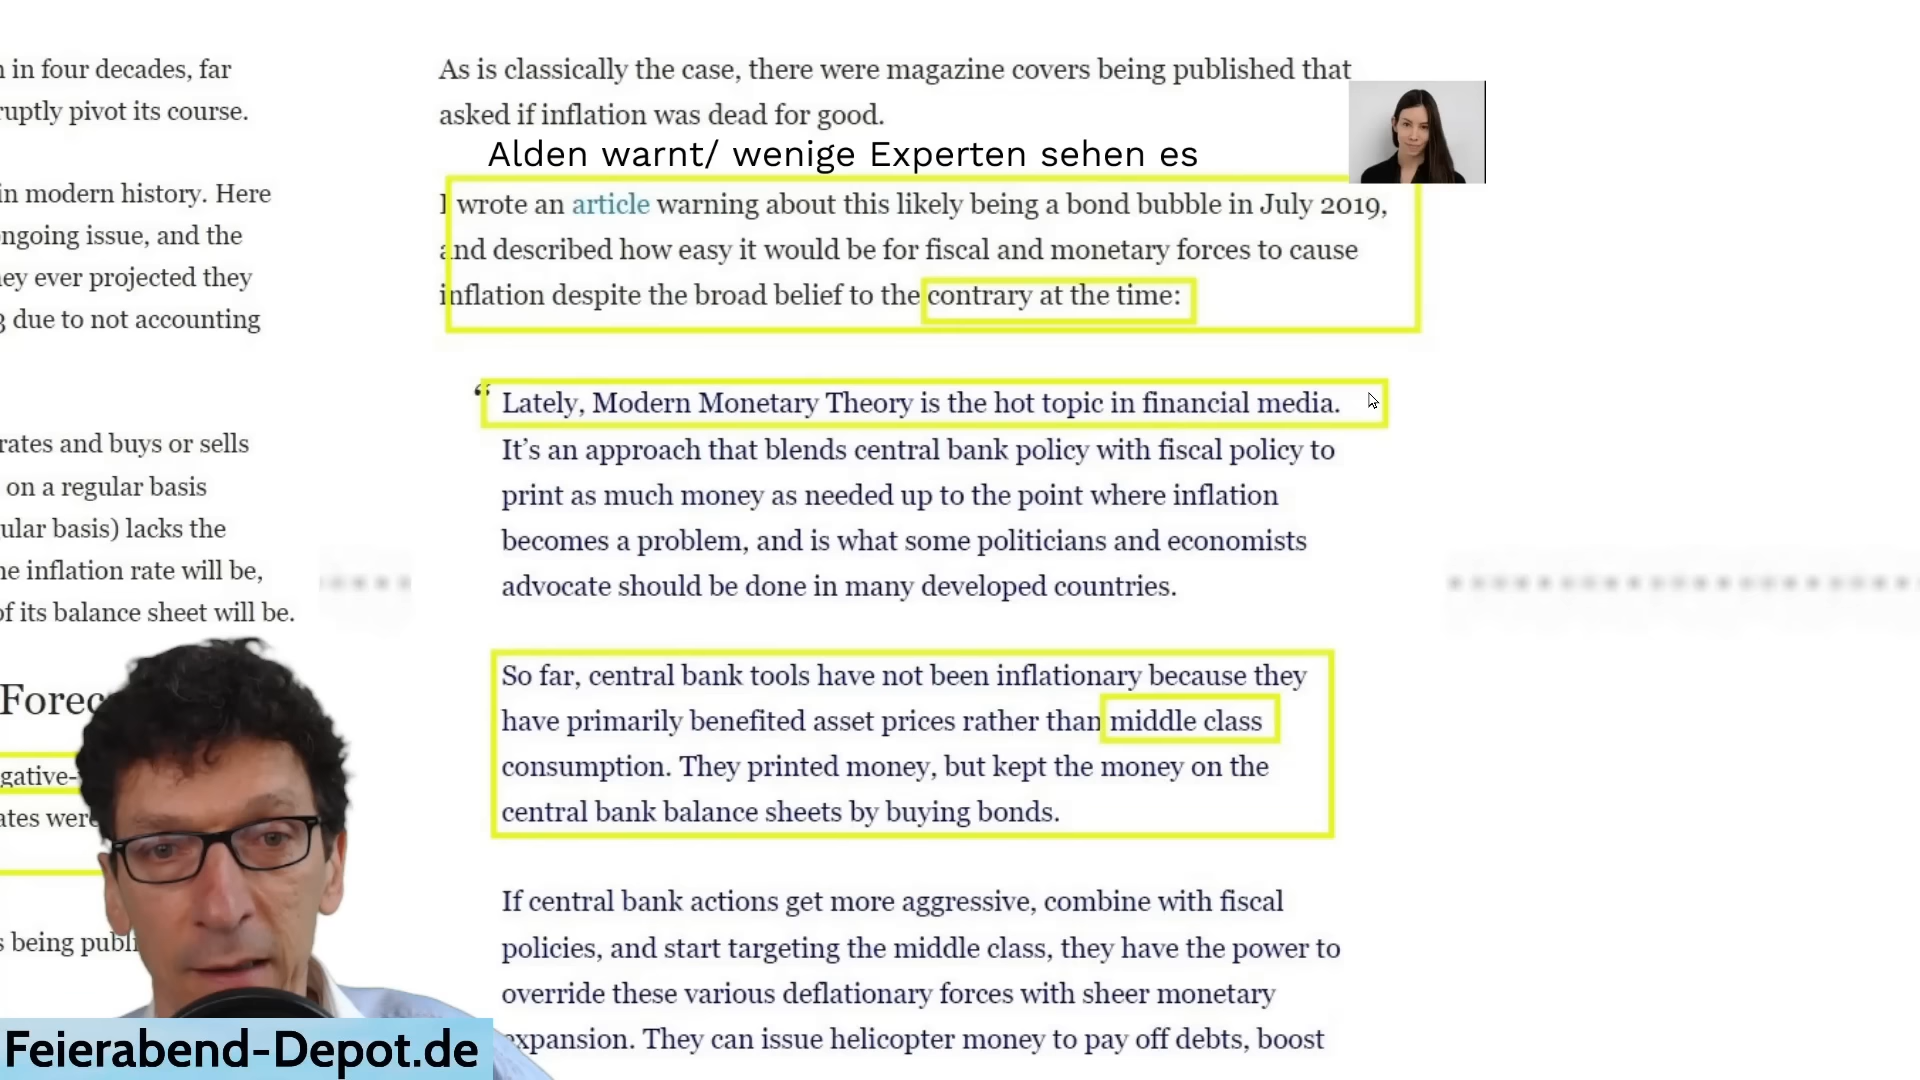 n in four decades, far
ruptly pivot its course.
in modern history. Here
ngoing issue, and the
ey ever projected they
3 due to not accounting
rates and buys or sells
on a regular basis
ular basis) lacks the
ne inflation rate will be,
of its balance sheet will be.
Forec
gative-
ates were
s being publi
As is classically the case, there were magazine covers being published that
asked if inflation was dead for good.
Alden warnt/ wenige Experten sehen es
I wrote an article warning about this likely being a bond bubble in July 2019,
and described how easy it would be for fiscal and monetary forces to cause
inflation despite the broad belief to the contrary at the time:
“ Lately, Modern Monetary Theory is the hot topic in financial media.
It’s an approach that blends central bank policy with fiscal policy to
print as much money as needed up to the point where inflation
becomes a problem, and is what some politicians and economists
advocate should be done in many developed countries.
So far, central bank tools have not been inflationary because they
have primarily benefited asset prices rather than middle class
consumption. They printed money, but kept the money on the
central bank balance sheets by buying bonds.
If central bank actions get more aggressive, combine with fiscal
policies, and start targeting the middle class, they have the power to
override these various deflationary forces with sheer monetary
expansion. They can issue helicopter money to pay off debts, boost
Feierabend-Depot.de